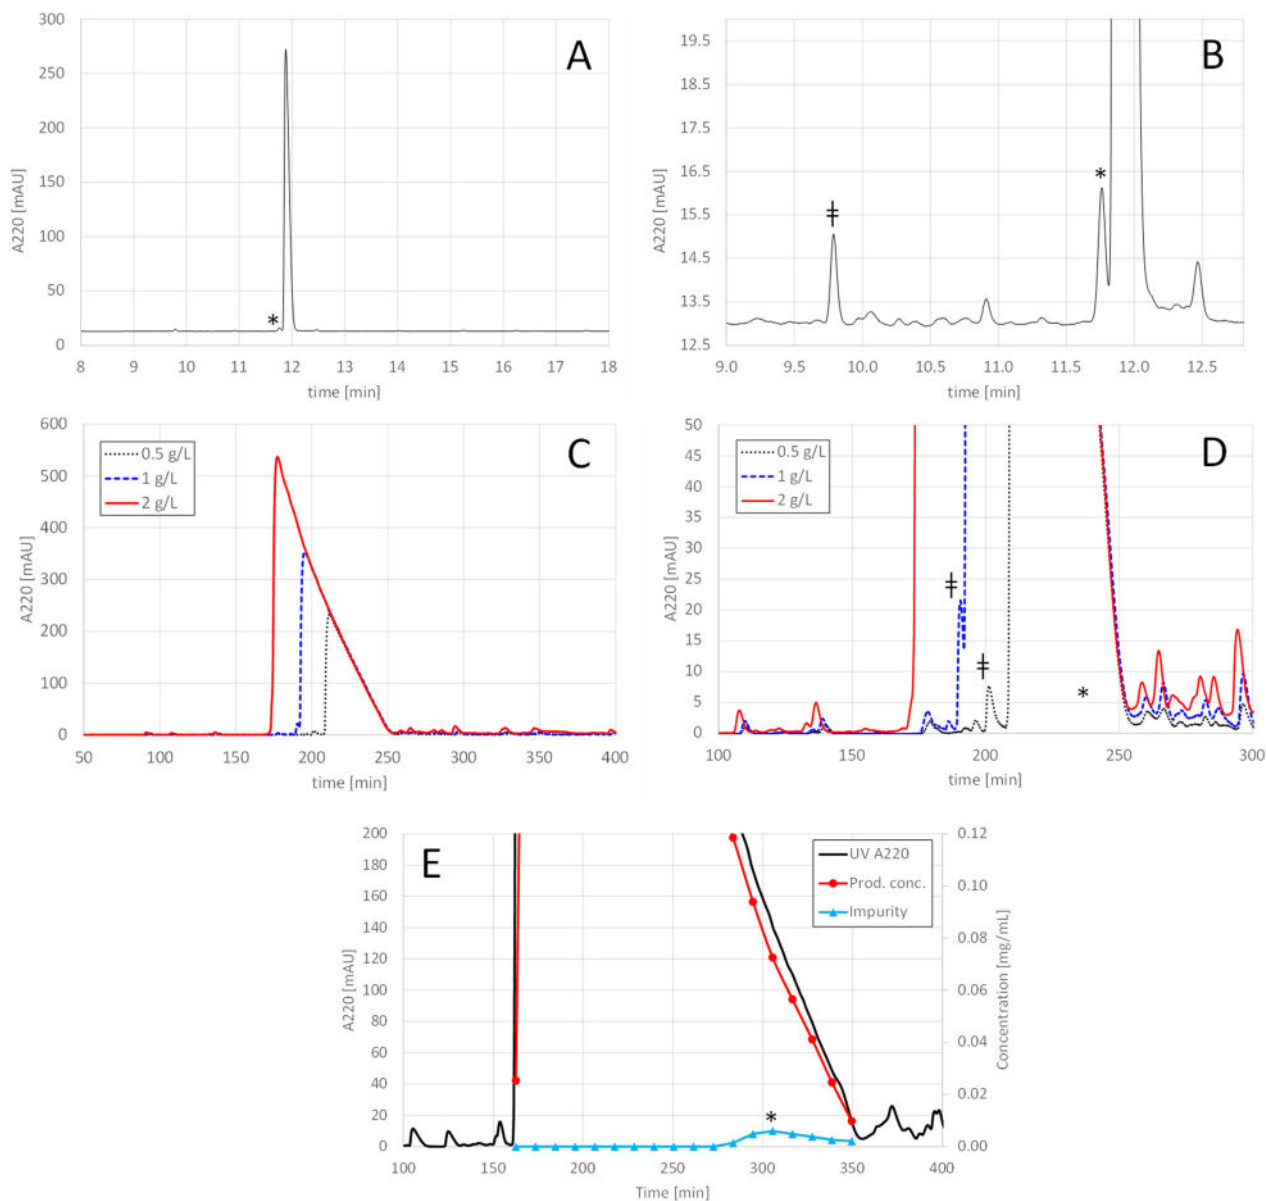 A
A220 [mAU]
300
250
200
150
100
50
0
*
8 9 10 11 12 13 14 15 16 17 18
time [min]
B
A220 [mAU]
19.5
18.5
17.5
16.5
15.5
14.5
13.5
12.5
ǂ
*
9.0 9.5 10.0 10.5 11.0 11.5 12.0 12.5
time [min]
C
A220 [mAU]
600
500
400
300
200
100
0
0.5 g/L
1 g/L
2 g/L
50 100 150 200 250 300 350 400
time [min]
D
A220 [mAU]
50
45
40
35
30
25
20
15
10
5
0
0.5 g/L
1 g/L
2 g/L
ǂ
ǂ
*
100 150 200 250 300
time [min]
E
A220 [mAU]
200
180
160
140
120
100
80
60
40
20
0
UV A220
Prod. conc.
Impurity
*
0.12
0.10
0.08
0.06
0.04
0.02
0.00
Concentration [mg/mL]
100 150 200 250 300 350 400
Time [min]